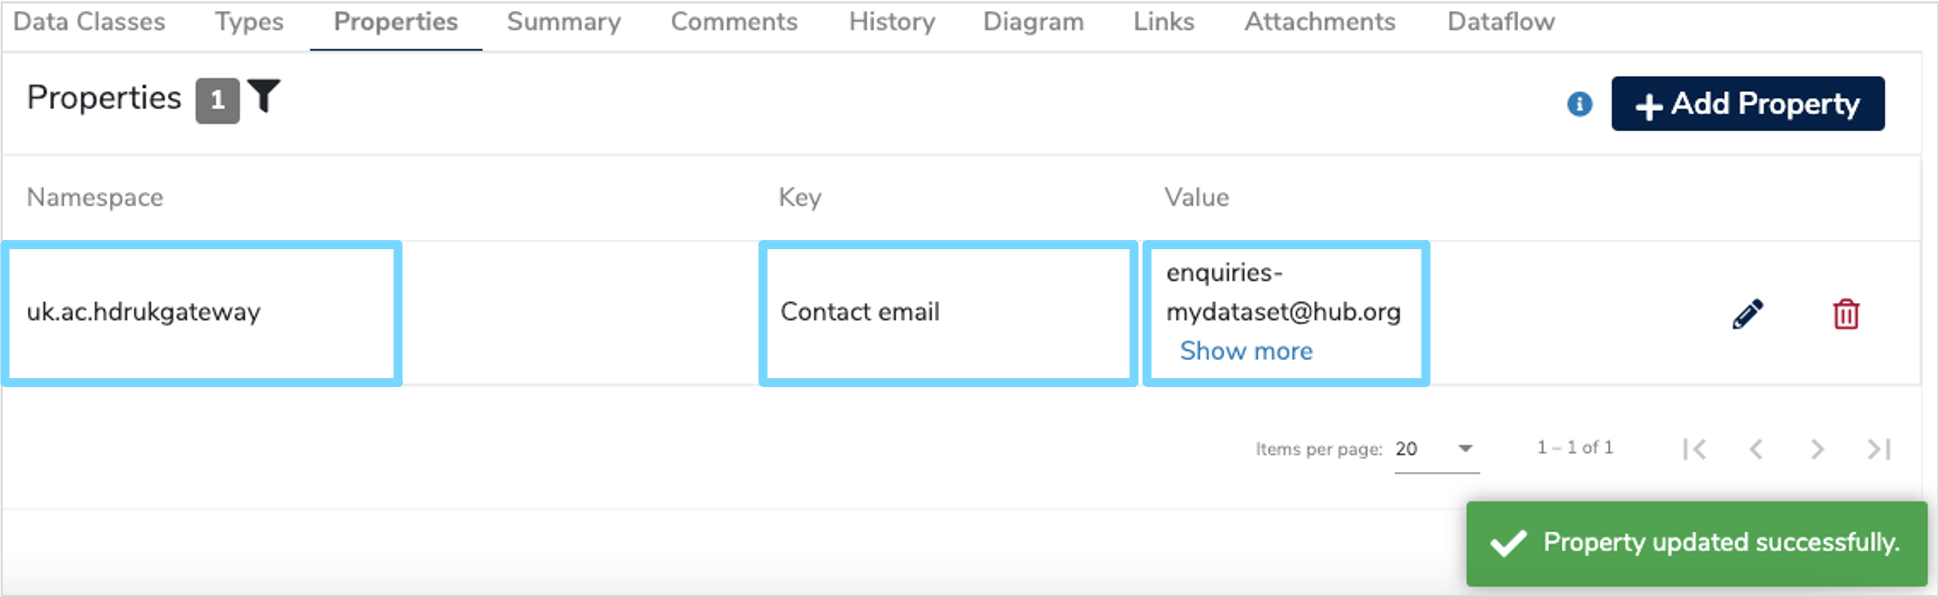 Data Classes Types Properties Summary Comments History Diagram Links Attachments Dataflow
Properties 1
i + Add Property
Namespace Key Value
uk.ac.hdrukgateway
Contact email
enquiries-
mydataset@hub.org
Show more
Items per page: 20 1 – 1 of 1
Property updated successfully.